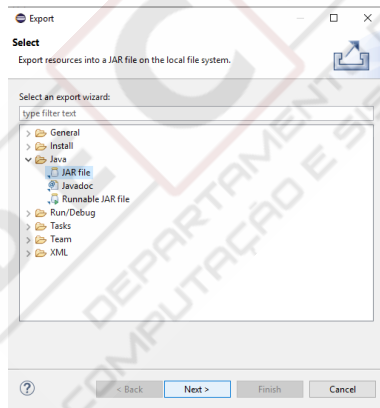 Export
Select
Export resources into a JAR file on the local file system.
Select an export wizard:
type filter text
General
Install
Java
JAR file
Javadoc
Runnable JAR file
Run/Debug
Tasks
Team
XML
< Back
Next >
Finish
Cancel